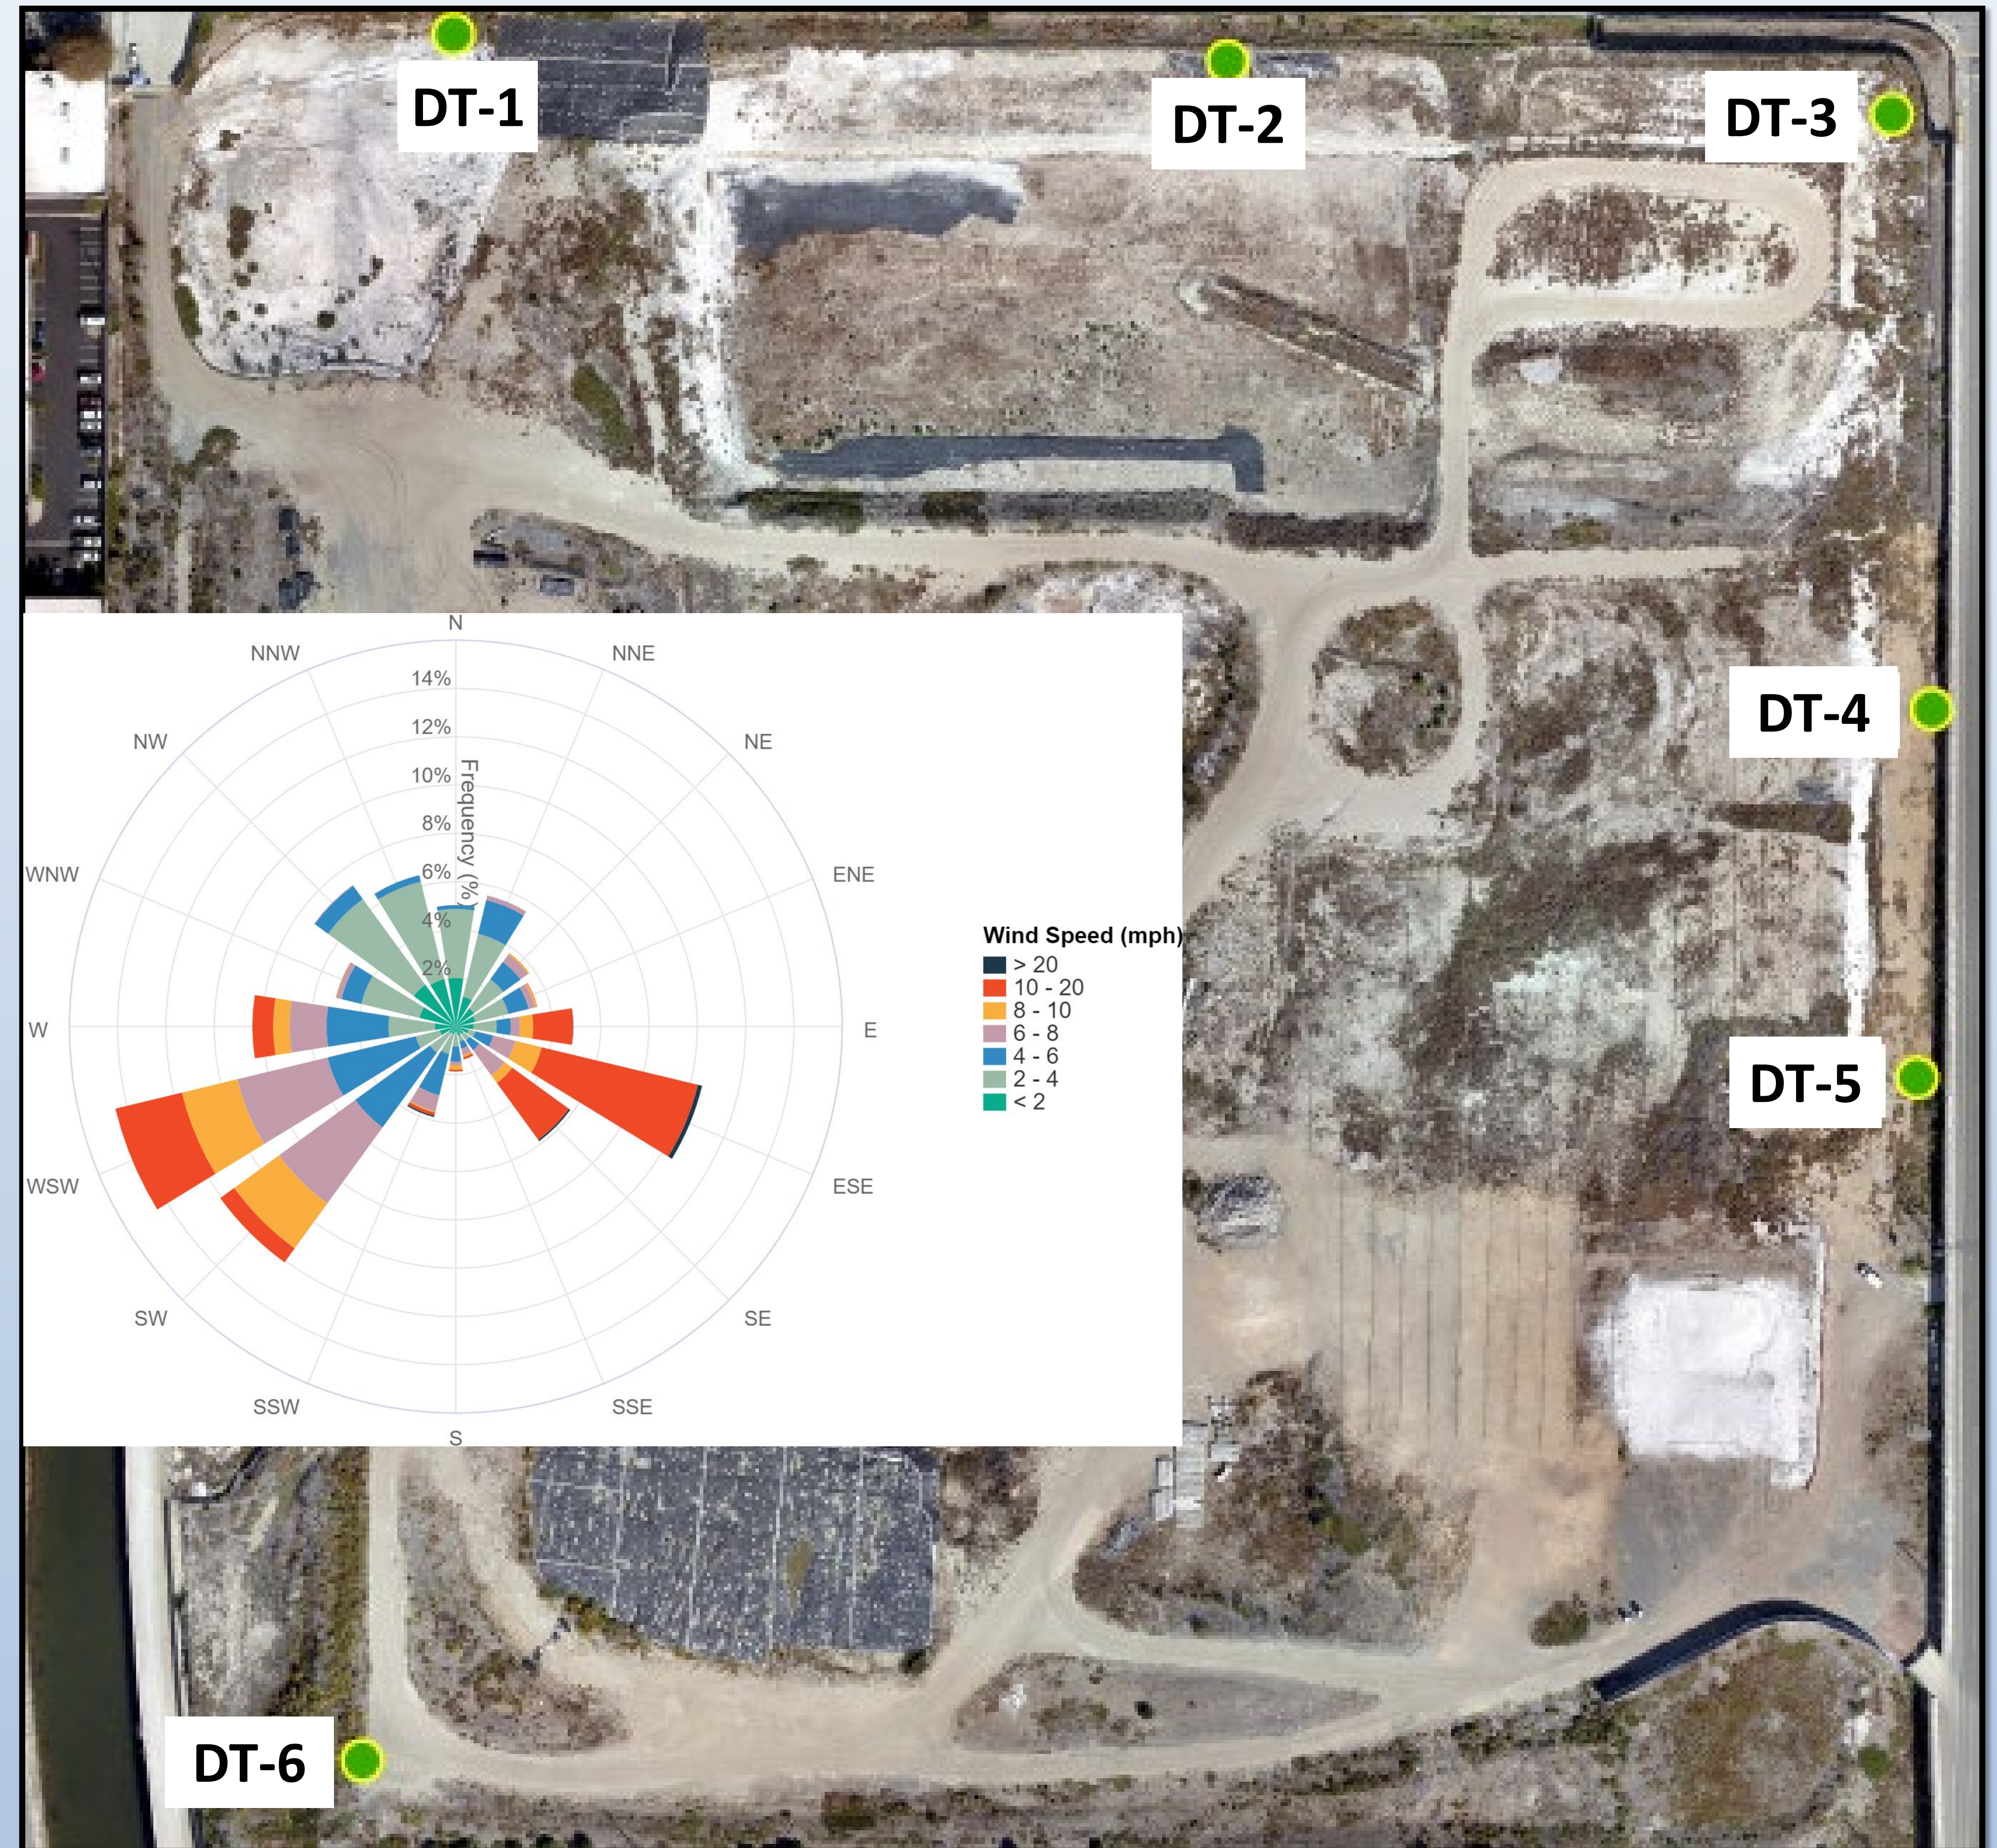 DT-1
DT-2
DT-3
DT-4
DT-5
DT-6
N
NNW
NNE
NW
NE
WNW
ENE
W
E
WSW
ESE
SW
SE
SSW
SSE
S
14%
12%
10%
8%
6%
4%
2%
Frequency (%)
Wind Speed (mph)
> 20
10 - 20
8 - 10
6 - 8
4 - 6
2 - 4
< 2